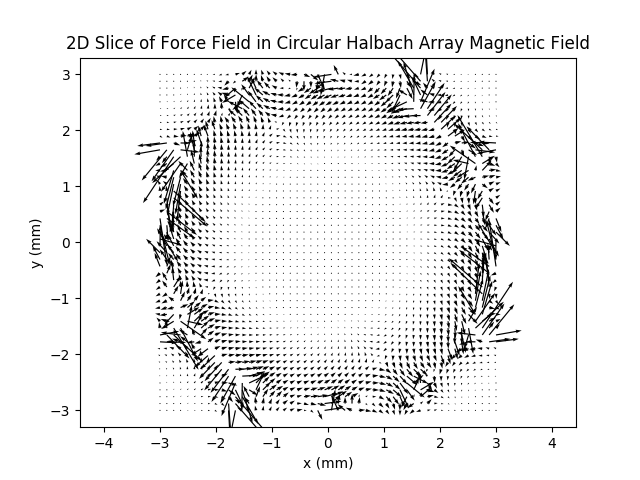 2D Slice of Force Field in Circular Halbach Array Magnetic Field
3
2
1
0
−1
−2
−3
y (mm)
−4 −3 −2 −1 0 1 2 3 4
x (mm)